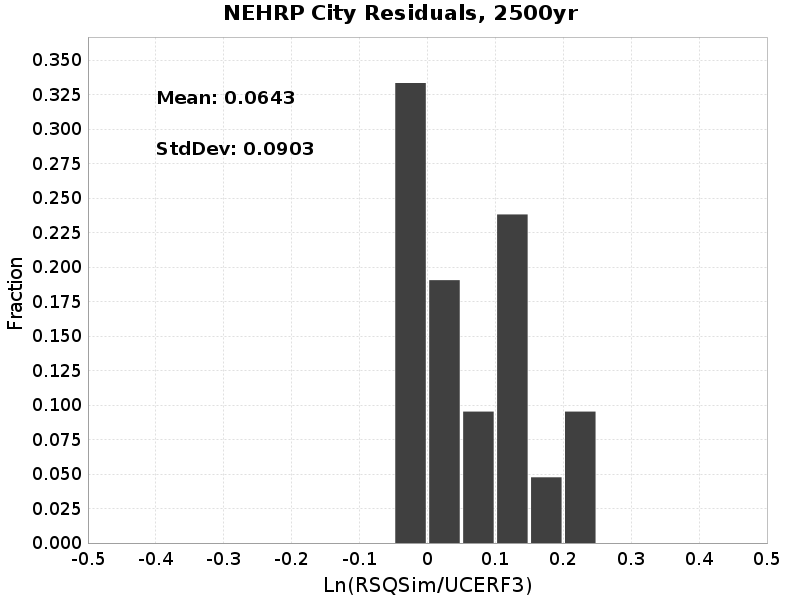 NEHRP City Residuals, 2500yr
Mean: 0.0643
StdDev: 0.0903
Fraction
0.350
0.325
0.300
0.275
0.250
0.225
0.200
0.175
0.150
0.125
0.100
0.075
0.050
0.025
0.000
-0.5 -0.4 -0.3 -0.2 -0.1 0 0.1 0.2 0.3 0.4 0.5
Ln(RSQSim/UCERF3)